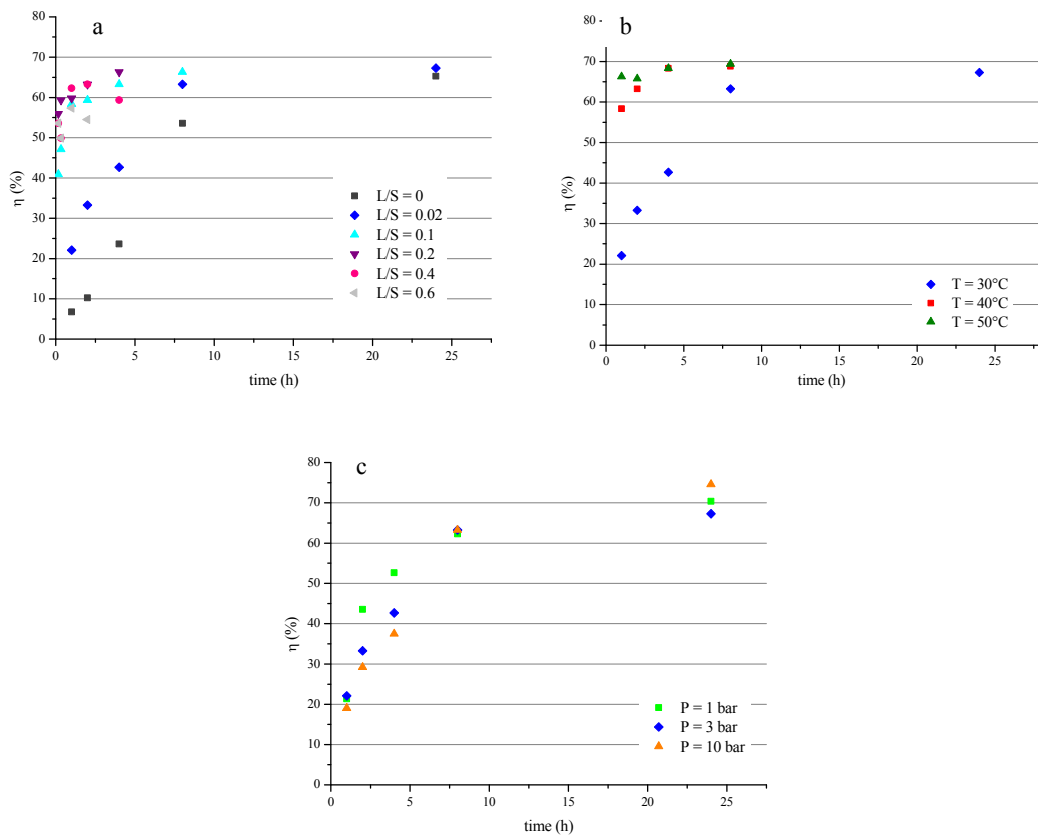 a
80
70
60
50
40
30
20
10
0
η (%)
0 5 10 15 20 25
time (h)
L/S = 0
L/S = 0.02
L/S = 0.1
L/S = 0.2
L/S = 0.4
L/S = 0.6
b
80
70
60
50
40
30
20
10
0
η (%)
0 5 10 15 20 25
time (h)
T = 30°C
T = 40°C
T = 50°C
c
80
70
60
50
40
30
20
10
0
η (%)
0 5 10 15 20 25
time (h)
P = 1 bar
P = 3 bar
P = 10 bar